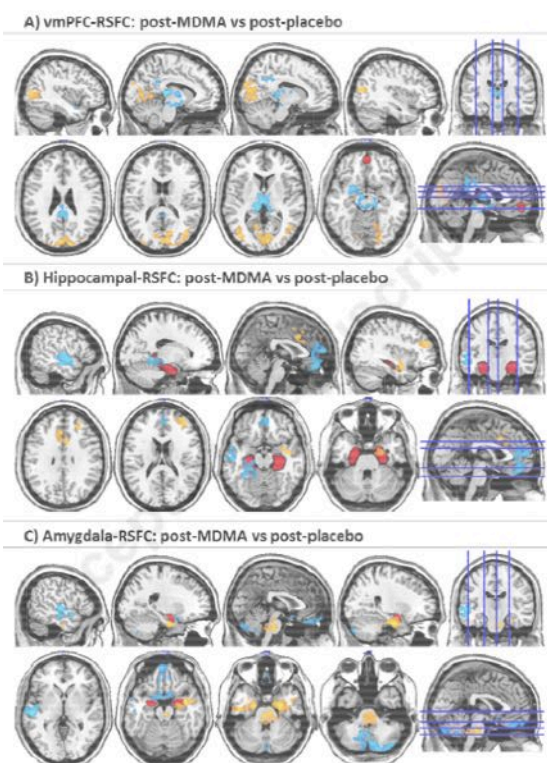 A) vmPFC-RSFC: post-MDMA vs post-placebo
B) Hippocampal-RSFC: post-MDMA vs post-placebo
C) Amygdala-RSFC: post-MDMA vs post-placebo